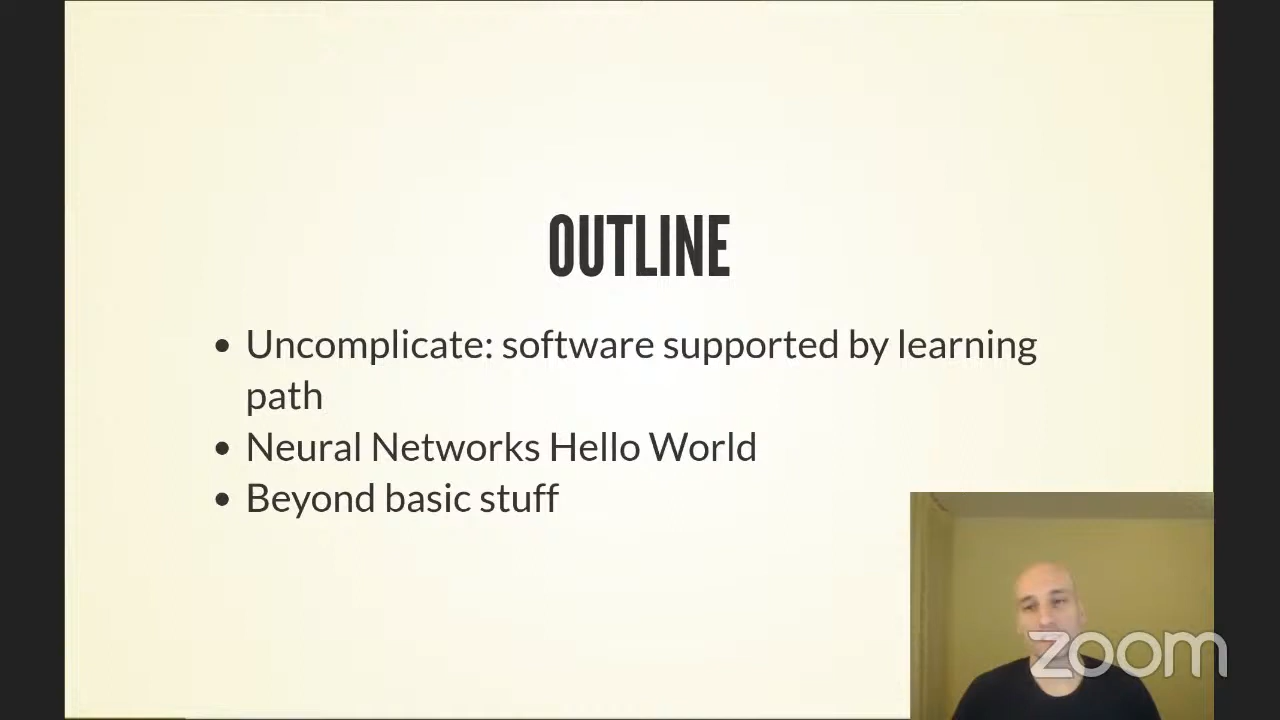 OUTLINE
Uncomplicate: software supported by learning
path
Neural Networks Hello World
Beyond basic stuff
zoom